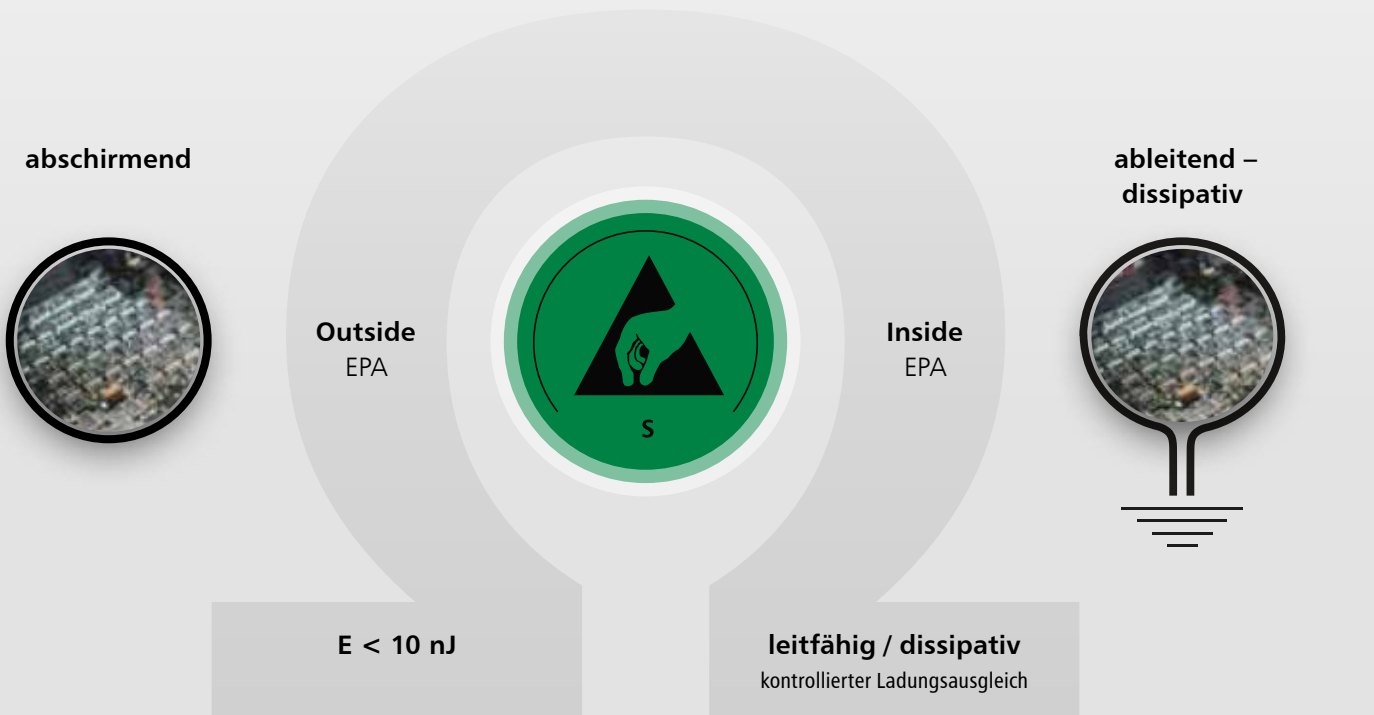 abschirmend
ableitend –
dissipativ
Outside
EPA
Inside
EPA
S
E < 10 nJ
leitfähig / dissipativ
kontrollierter Ladungsausgleich